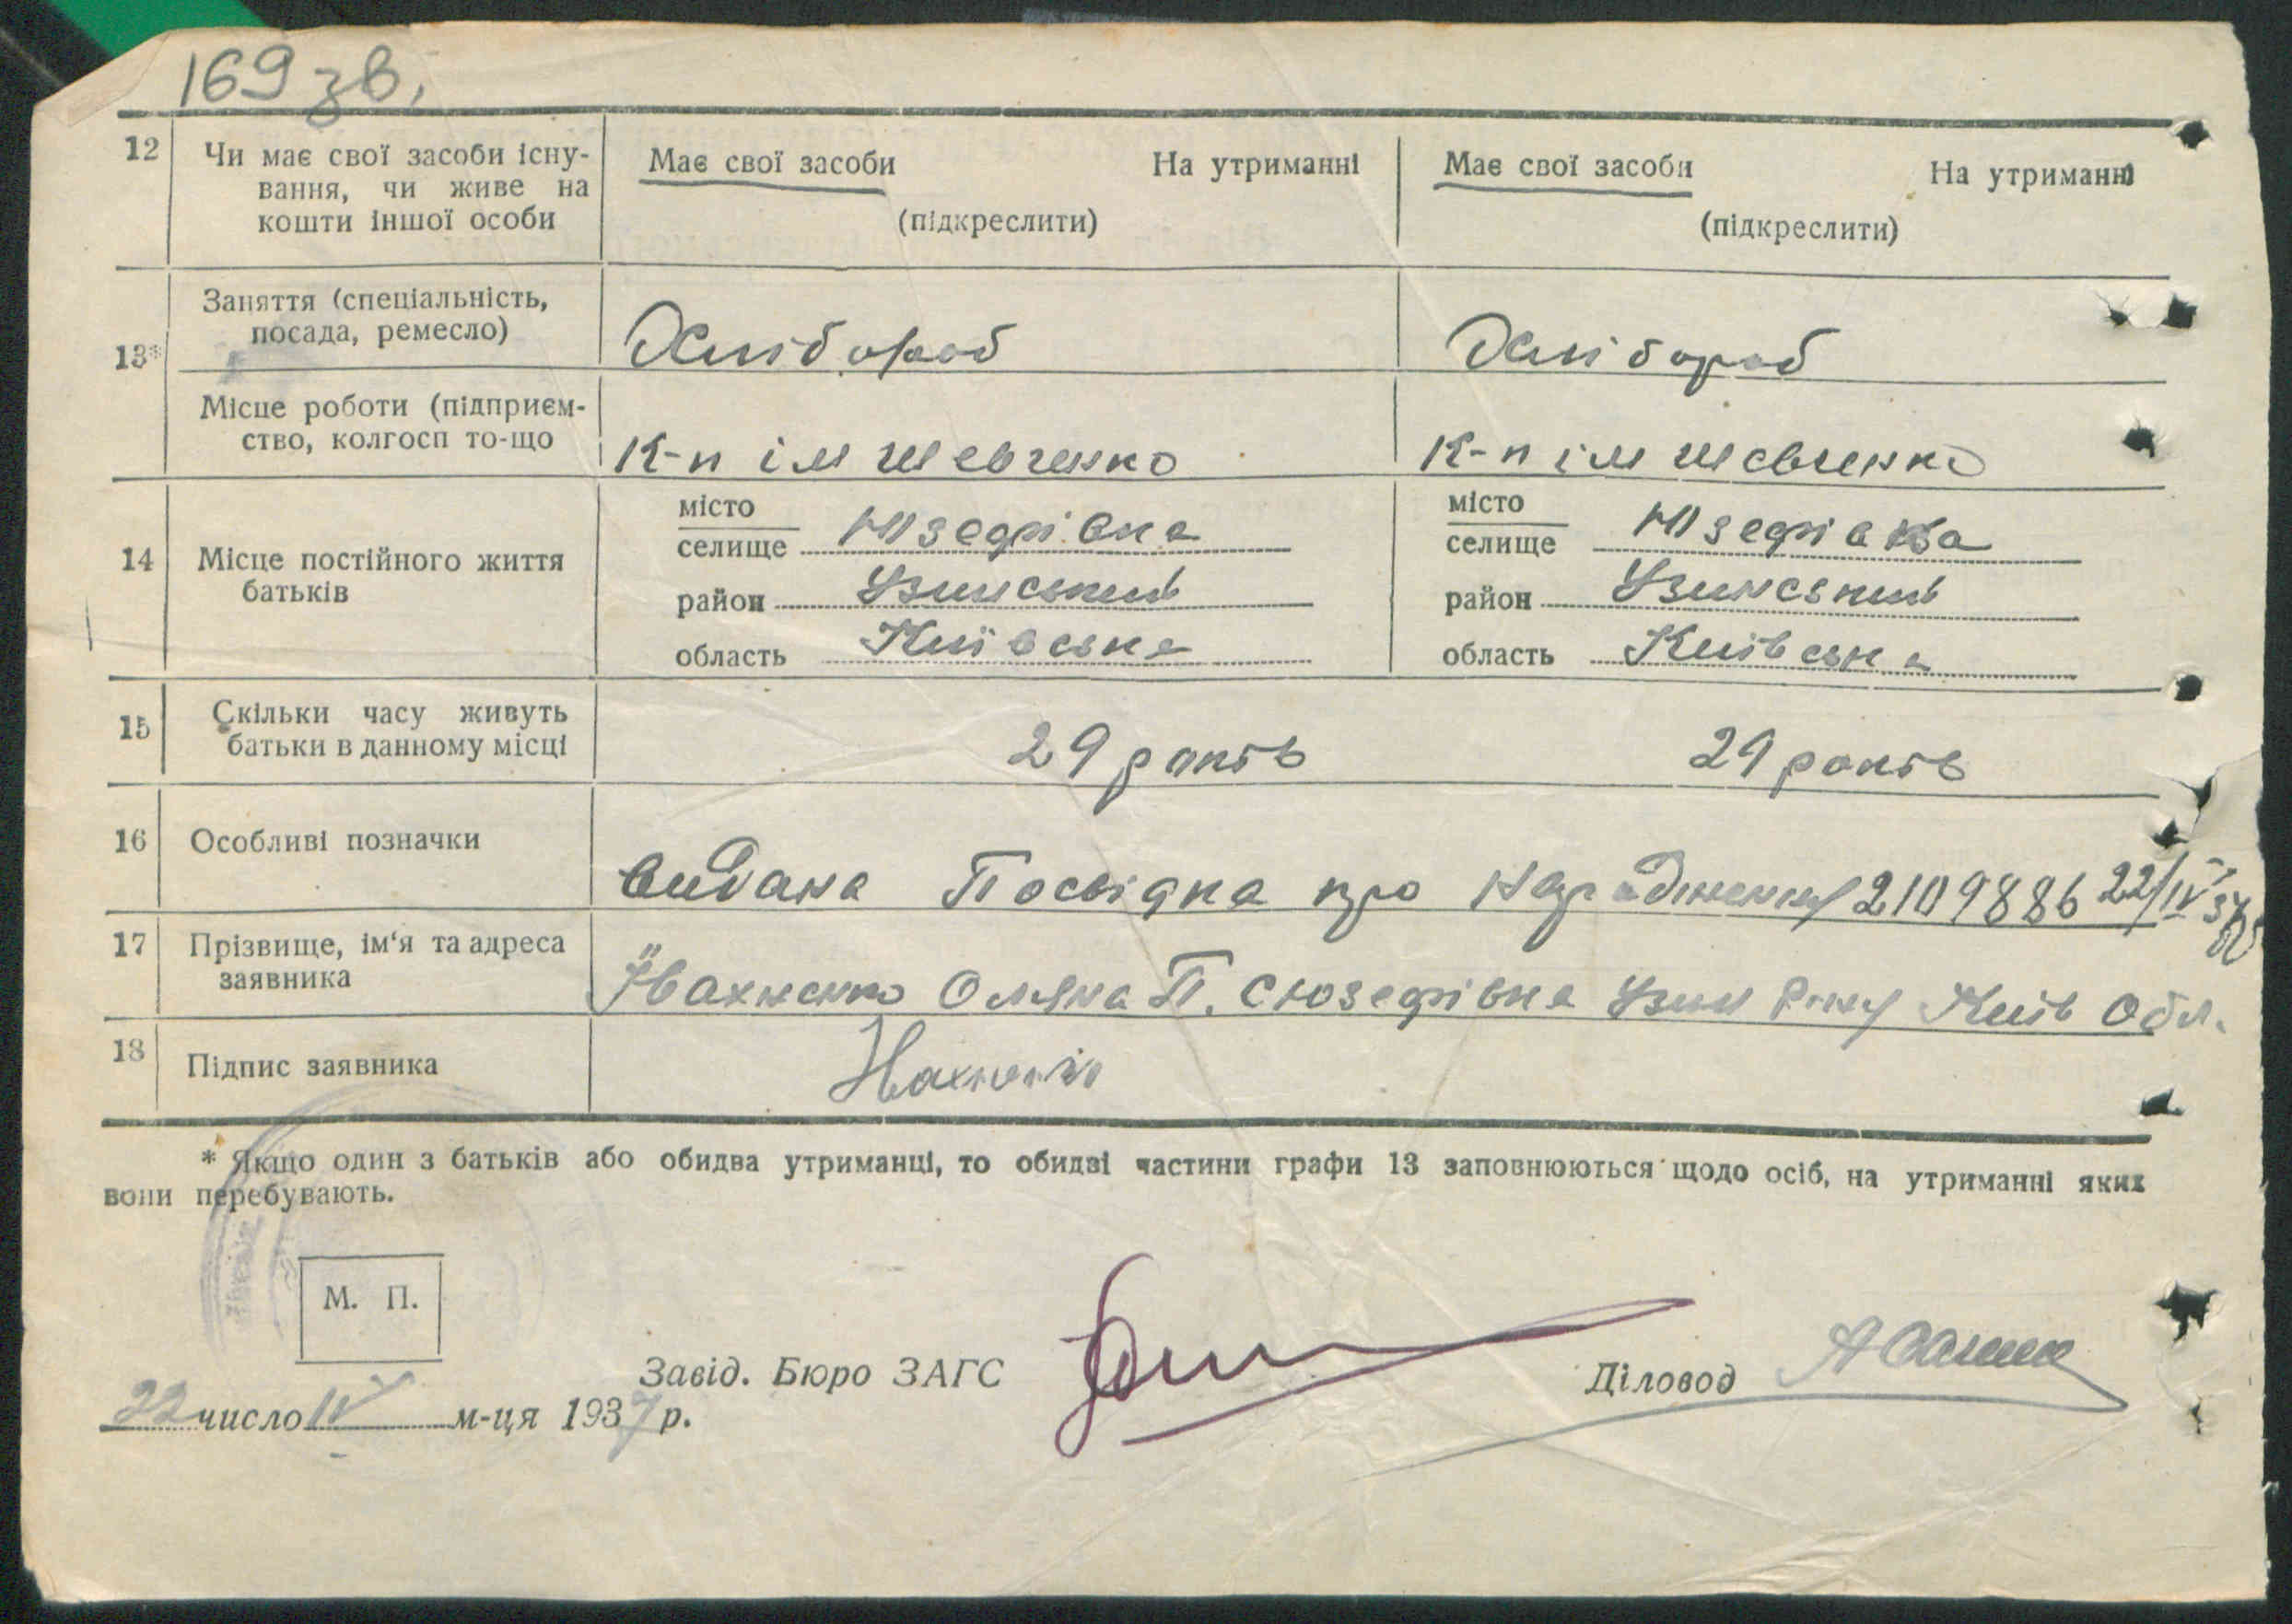 169 зв.
12 Чи має свої засоби існу- Має свої засоби На утриманні Має свої засоби На утриманні
вання, чи живе на
кошти іншої особи (підкреслити) (підкреслити)
Заняття (спеціальність,
посада, ремесло) Хлібороб Хлібороб
13*
Місце роботи (підприєм-
ство, колгосп то-що К-п ім Шевченко К-п ім Шевченко
місто місто
селище Юзефівка селище Юзефівка
14 Місце постійного життя
батьків район Узинський район Узинський
область Київська область Київська
15 Скільки часу живуть
батьки в данному місці 29 років 29 років
16 Особливі позначки
Видана Посвідка про народження 2109886 22/IV 37
17 Прізвище, ім‘я та адреса
заявника Івахненко Оляна П. С Юзефівка Узин Р-ну Київ Обл.
18 Підпис заявника
* Якщо один з батьків або обидва утриманці, то обидві частини графи 13 заповнюються щодо осіб, на утриманні яких
вони перебувають.
М. П.
Завід. Бюро ЗАГС Діловод
22 число IV м-ця 1937 р.